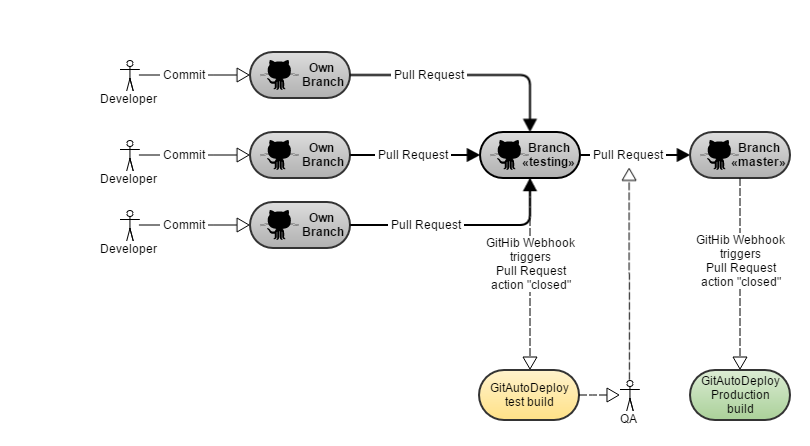 Developer
Commit
Own
Branch
Pull Request
Developer
Commit
Own
Branch
Pull Request
Branch
«testing»
Pull Request
Branch
«master»
Developer
Commit
Own
Branch
Pull Request
GitHib Webhook
triggers
Pull Request
action "closed"
GitHib Webhook
triggers
Pull Request
action "closed"
GitAutoDeploy
test build
QA
GitAutoDeploy
Production
build